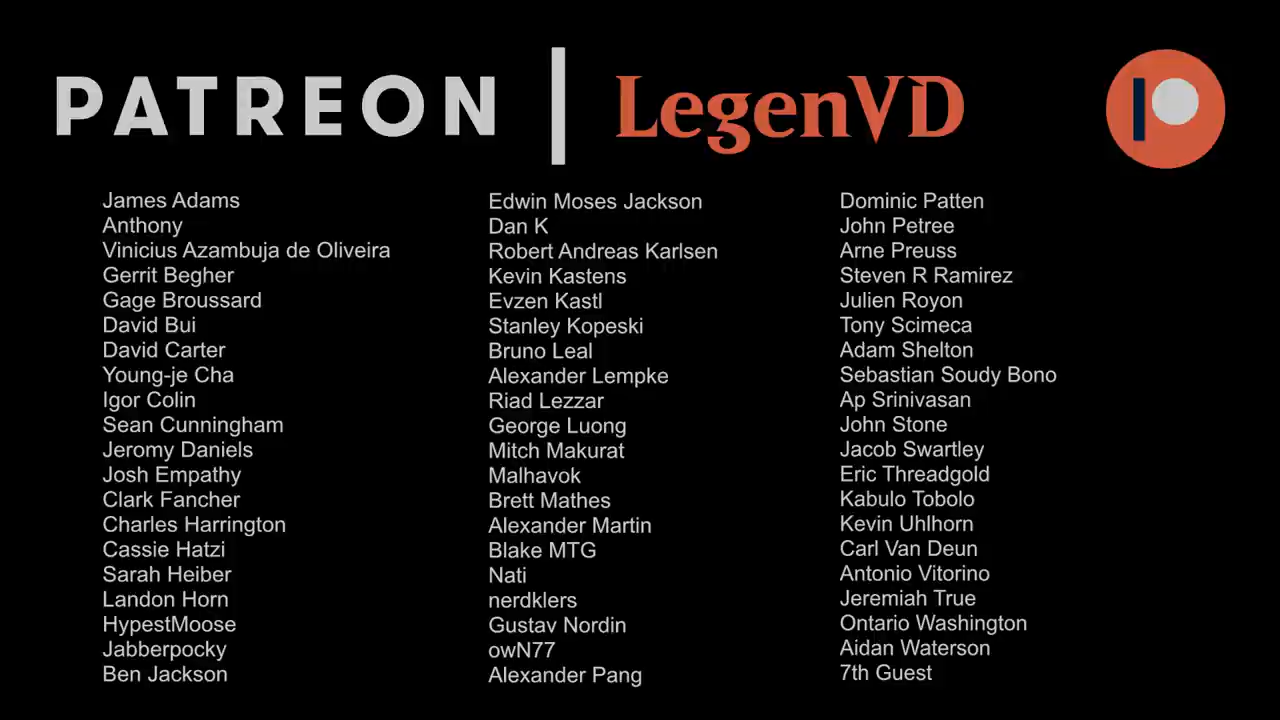 PATREON | LegenVD
James Adams
Anthony
Vinicius Azambuja de Oliveira
Gerrit Begher
Gage Broussard
David Bui
David Carter
Young-je Cha
Igor Colin
Sean Cunningham
Jeromy Daniels
Josh Empathy
Clark Fancher
Charles Harrington
Cassie Hatzi
Sarah Heiber
Landon Horn
HypestMoose
Jabberpocky
Ben Jackson
Edwin Moses Jackson
Dan K
Robert Andreas Karlsen
Kevin Kastens
Evzen Kastl
Stanley Kopeski
Bruno Leal
Alexander Lempke
Riad Lezzar
George Luong
Mitch Makurat
Malhavok
Brett Mathes
Alexander Martin
Blake MTG
Nati
nerdklers
Gustav Nordin
owN77
Alexander Pang
Dominic Patten
John Petree
Arne Preuss
Steven R Ramirez
Julien Royon
Tony Scimeca
Adam Shelton
Sebastian Soudy Bono
Ap Srinivasan
John Stone
Jacob Swartley
Eric Threadgold
Kabulo Tobolo
Kevin Uhlhorn
Carl Van Deun
Antonio Vitorino
Jeremiah True
Ontario Washington
Aidan Waterson
7th Guest